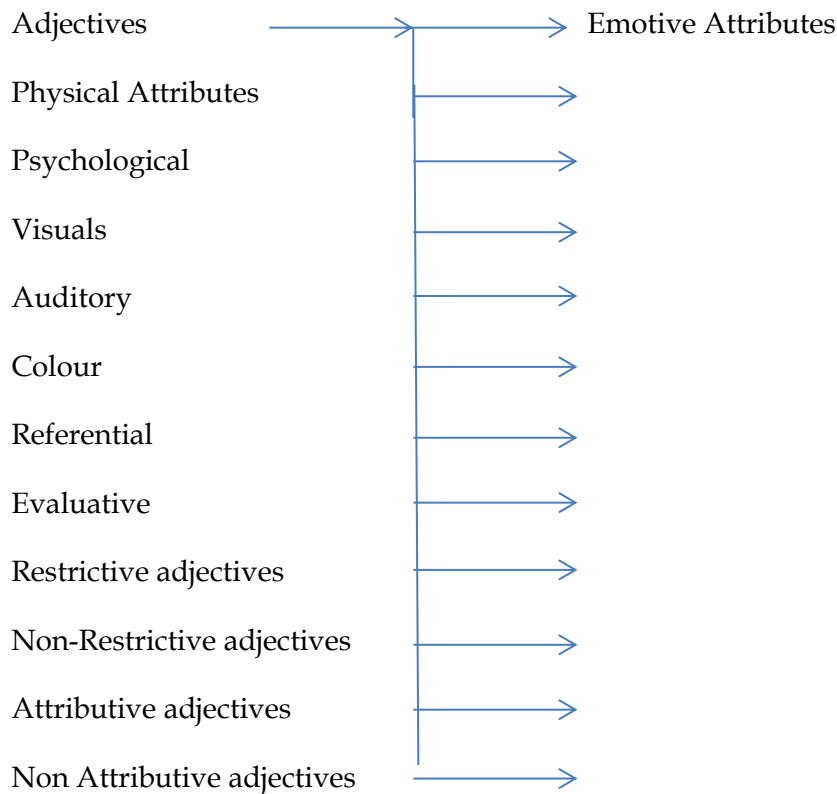 Adjectives Emotive Attributes
Physical Attributes
Psychological
Visuals
Auditory
Colour
Referential
Evaluative
Restrictive adjectives
Non-Restrictive adjectives
Attributive adjectives
Non Attributive adjectives